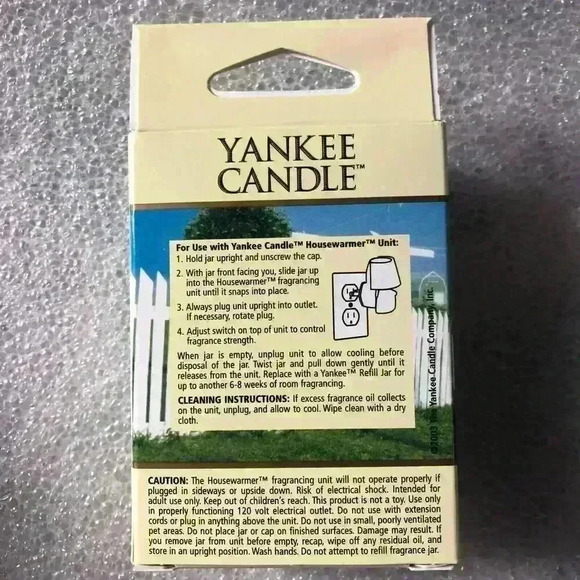 YANKEE
CANDLE™
For Use with Yankee Candle™ Housewarmer™ Unit:
1. Hold jar upright and unscrew the cap.
2. With jar front facing you, slide jar up
into the Housewarmer™ fragrancing
unit until it snaps into place.
3. Always plug unit upright into outlet.
If necessary, rotate plug.
4. Adjust switch on top of unit to control
fragrance strength.
When jar is empty, unplug unit to allow cooling before
disposal of the jar. Twist jar and pull down gently until it
releases from the unit. Replace with a Yankee™ Refill Jar for
up to another 6-8 weeks of room fragrancing.
CLEANING INSTRUCTIONS: If excess fragrance oil collects
on the unit, unplug, and allow to cool. Wipe clean with a dry
cloth.
©2003 The Yankee Candle Company, Inc.
CAUTION: The Housewarmer™ fragrancing unit will not operate properly if
plugged in sideways or upside down. Risk of electrical shock. Intended for
adult use only. Keep out of children's reach. This product is not a toy. Use only
in properly functioning 120 volt electrical outlet. Do not use with extension
cords or plug in anything above the unit. Do not use in small, poorly ventilated
pet areas. Do not place jar or cap on finished surfaces. Damage may result. If
you remove jar from unit before empty, recap, wipe off any residual oil, and
store in an upright position. Wash hands. Do not attempt to refill fragrance jar.